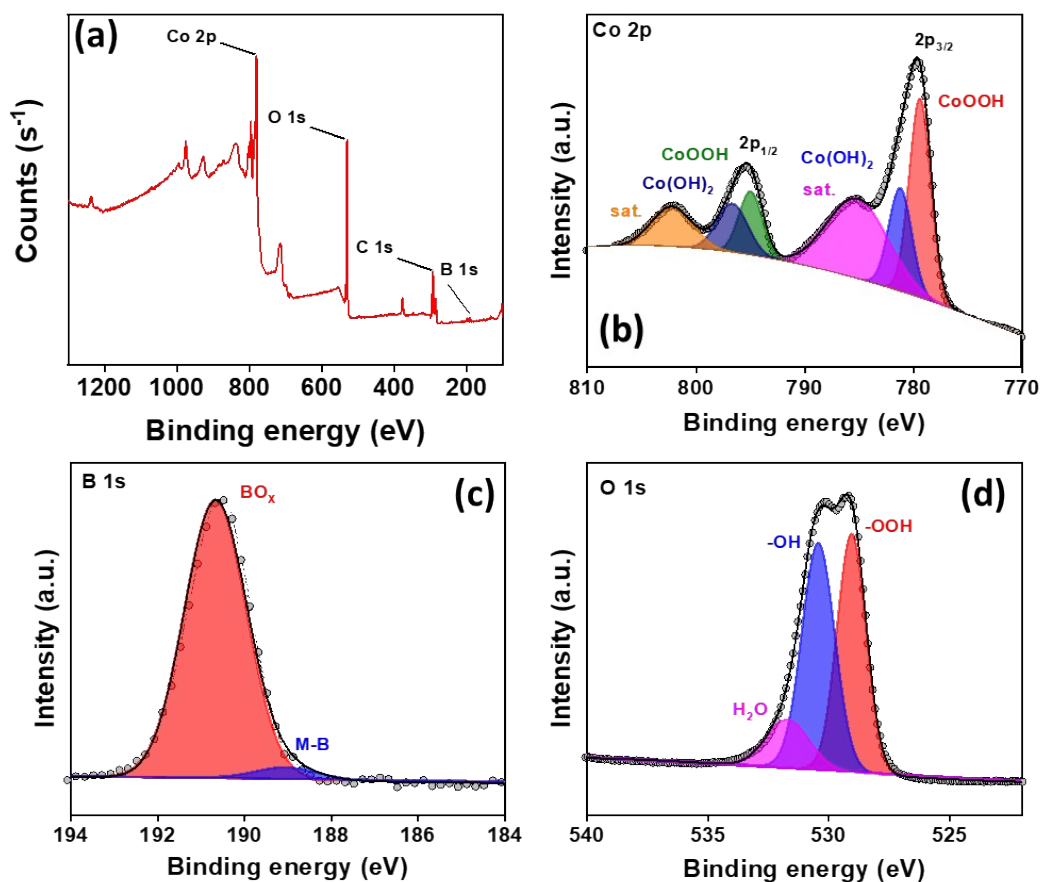 (a)
Co 2p
O 1s
C 1s
B 1s
Counts (s⁻¹)
1200 1000 800 600 400 200
Binding energy (eV)
Co 2p
2p₃/₂
CoOOH
CoOOH
2p₁/₂
Co(OH)₂
Co(OH)₂
sat.
sat.
(b)
Intensity (a.u.)
810 800 790 780 770
Binding energy (eV)
B 1s
BOₓ
(c)
M-B
Intensity (a.u.)
194 192 190 188 186 184
Binding energy (eV)
O 1s
(d)
-OH
-OOH
H₂O
Intensity (a.u.)
540 535 530 525
Binding energy (eV)